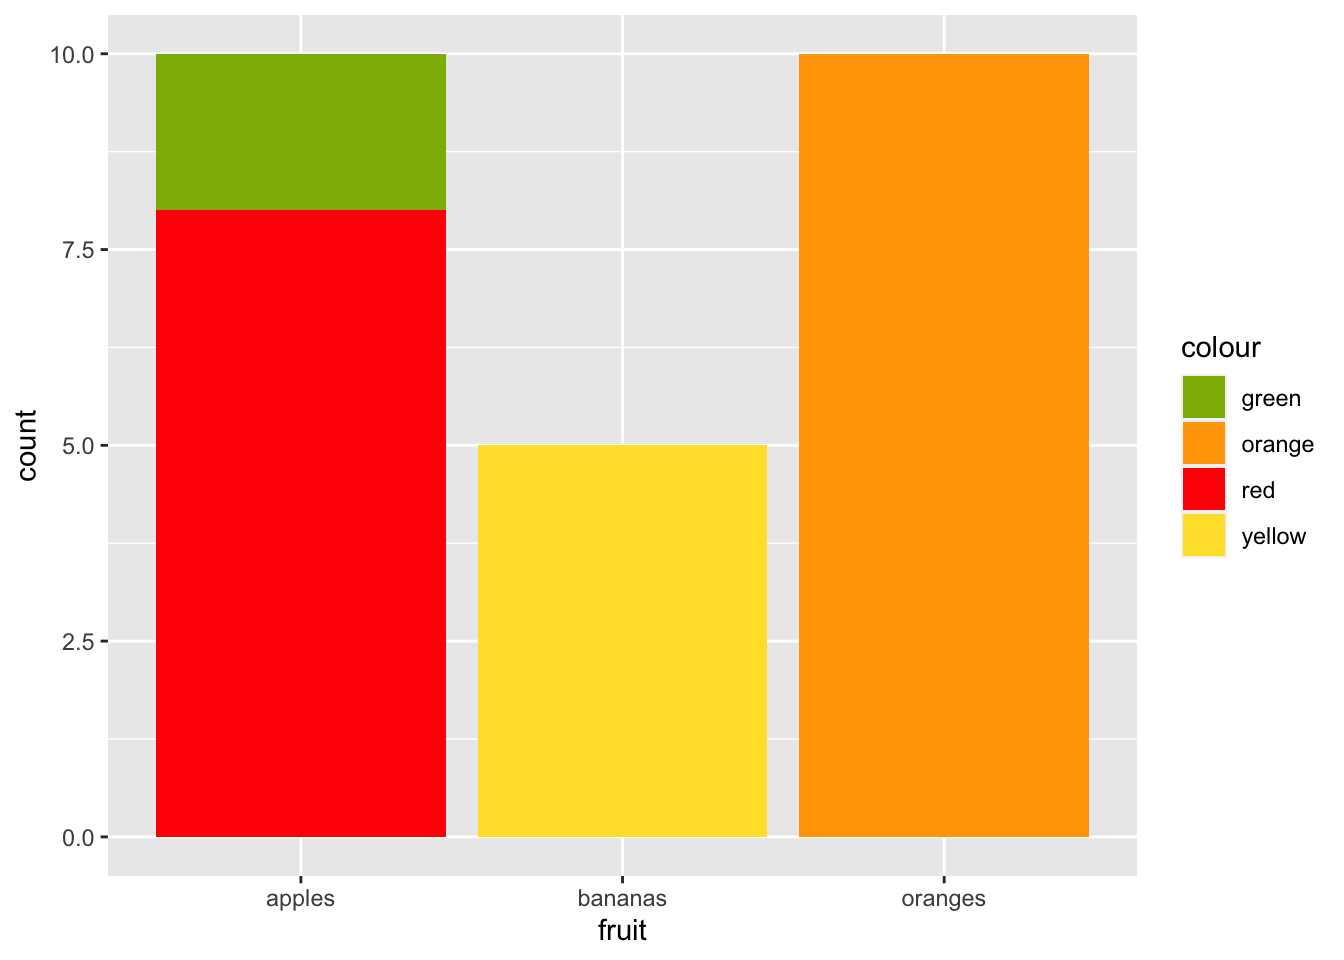 10.0
7.5
5.0
2.5
0.0
count
apples bananas oranges
fruit
colour
green
orange
red
yellow